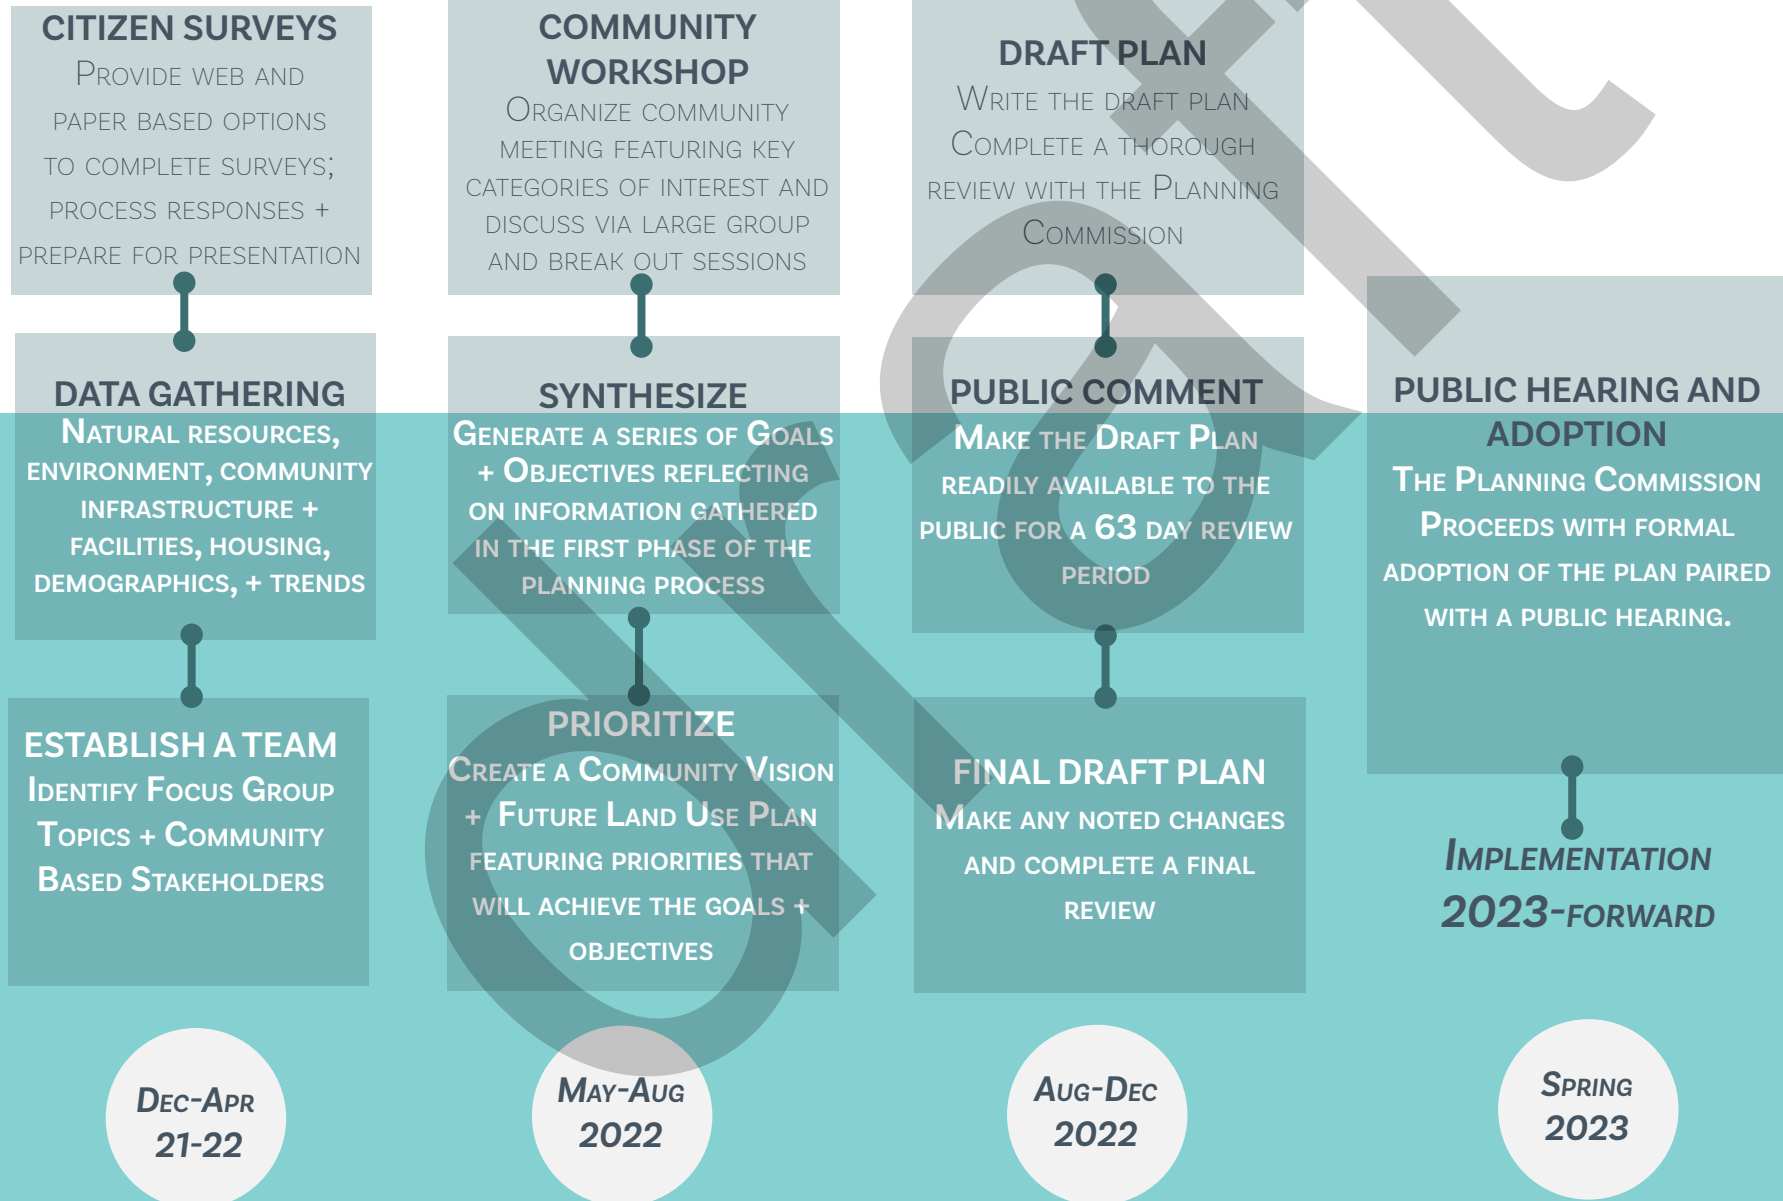 CITIZEN SURVEYS
Provide web and
paper based options
to complete surveys;
process responses +
prepare for presentation
DATA GATHERING
Natural resources,
environment, community
infrastructure +
facilities, housing,
demographics, + trends
ESTABLISH A TEAM
Identify Focus Group
Topics + Community
Based Stakeholders
Dec-Apr
21-22
COMMUNITY
WORKSHOP
Organize community
meeting featuring key
categories of interest and
discuss via large group
and break out sessions
SYNTHESIZE
Generate a series of Goals
+ Objectives reflecting
on information gathered
in the first phase of the
planning process
PRIORITIZE
Create a Community Vision
+ Future Land Use Plan
featuring priorities that
will achieve the goals +
objectives
May-Aug
2022
DRAFT PLAN
Write the draft plan
Complete a thorough
review with the Planning
Commission
PUBLIC COMMENT
Make the Draft Plan
readily available to the
public for a 63 day review
period
FINAL DRAFT PLAN
Make any noted changes
and complete a final
review
Aug-Dec
2022
PUBLIC HEARING AND
ADOPTION
The Planning Commission
Proceeds with formal
adoption of the plan paired
with a public hearing.
Implementation
2023-forward
Spring
2023
draft